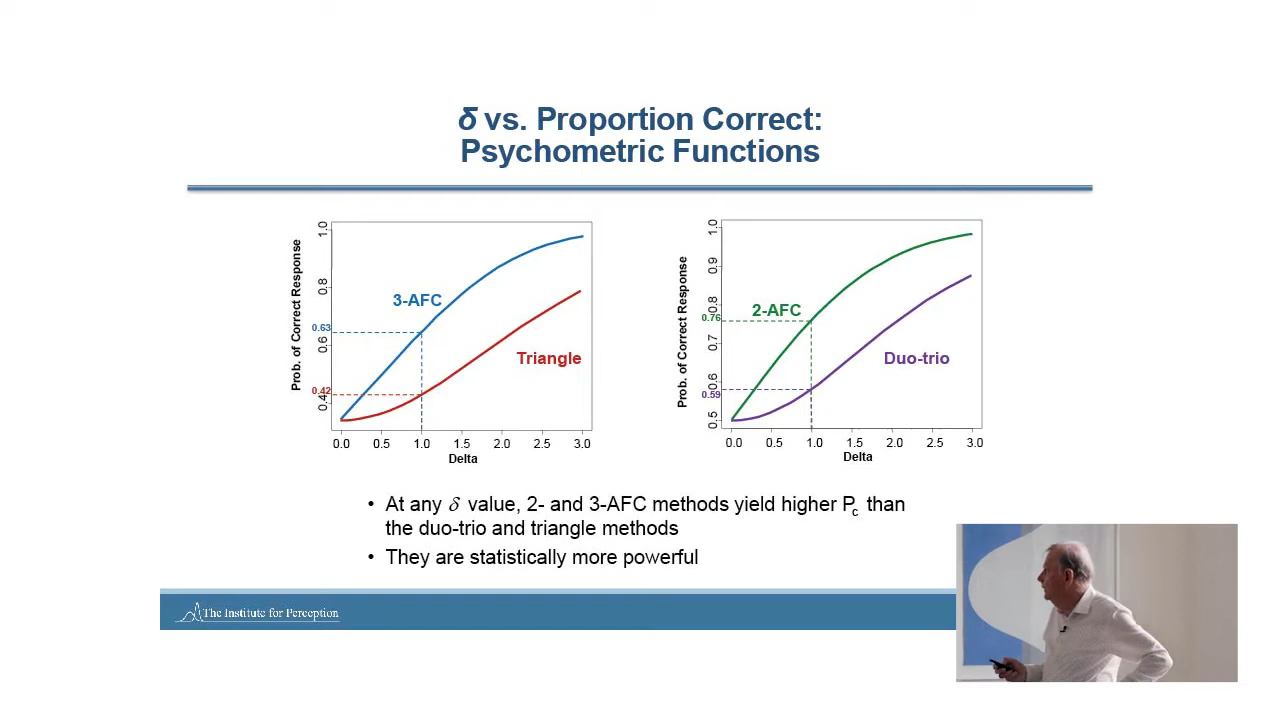 δ vs. Proportion Correct:
Psychometric Functions
Prob. of Correct Response
1.0
0.8
0.6
0.4
0.63
0.42
3-AFC
Triangle
0.0 0.5 1.0 1.5 2.0 2.5 3.0
Delta
Prob. of Correct Response
1.0
0.9
0.8
0.7
0.6
0.5
0.76
0.59
2-AFC
Duo-trio
0.0 0.5 1.0 1.5 2.0 2.5 3.0
Delta
• At any δ value, 2- and 3-AFC methods yield higher Pc than
the duo-trio and triangle methods
• They are statistically more powerful
The Institute for Perception